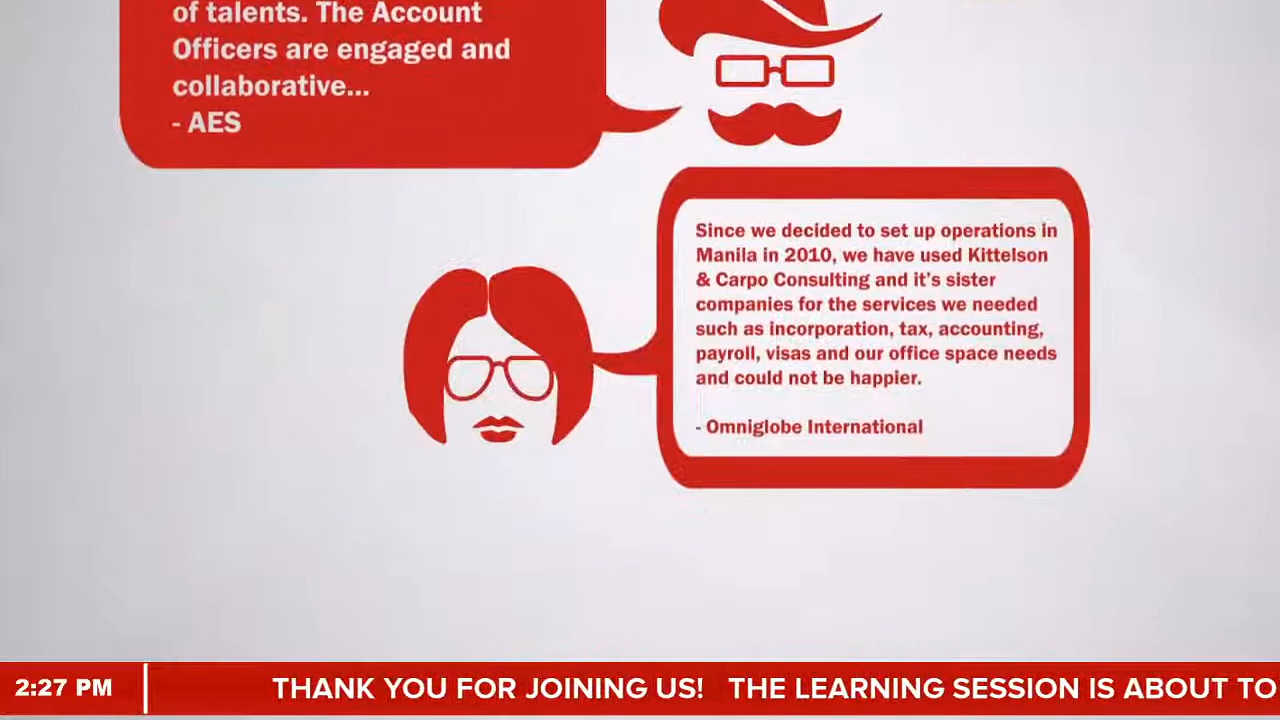 of talents. The Account
Officers are engaged and
collaborative...
- AES
Since we decided to set up operations in
Manila in 2010, we have used Kittelson
& Carpo Consulting and it's sister
companies for the services we needed
such as incorporation, tax, accounting,
payroll, visas and our office space needs
and could not be happier.
- Omniglobe International
2:27 PM
THANK YOU FOR JOINING US! THE LEARNING SESSION IS ABOUT TO